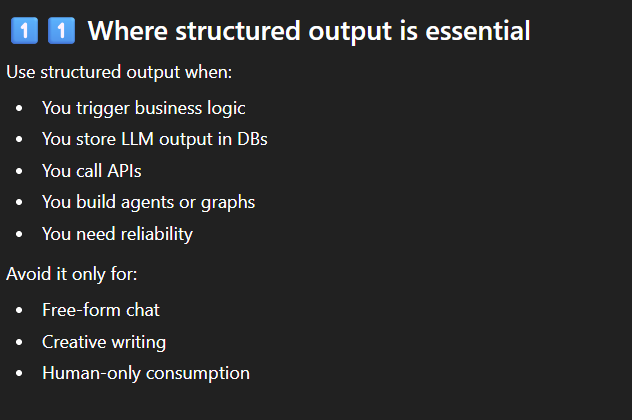 1️⃣ 1️⃣ Where structured output is essential
Use structured output when:
• You trigger business logic
• You store LLM output in DBs
• You call APIs
• You build agents or graphs
• You need reliability
Avoid it only for:
• Free-form chat
• Creative writing
• Human-only consumption